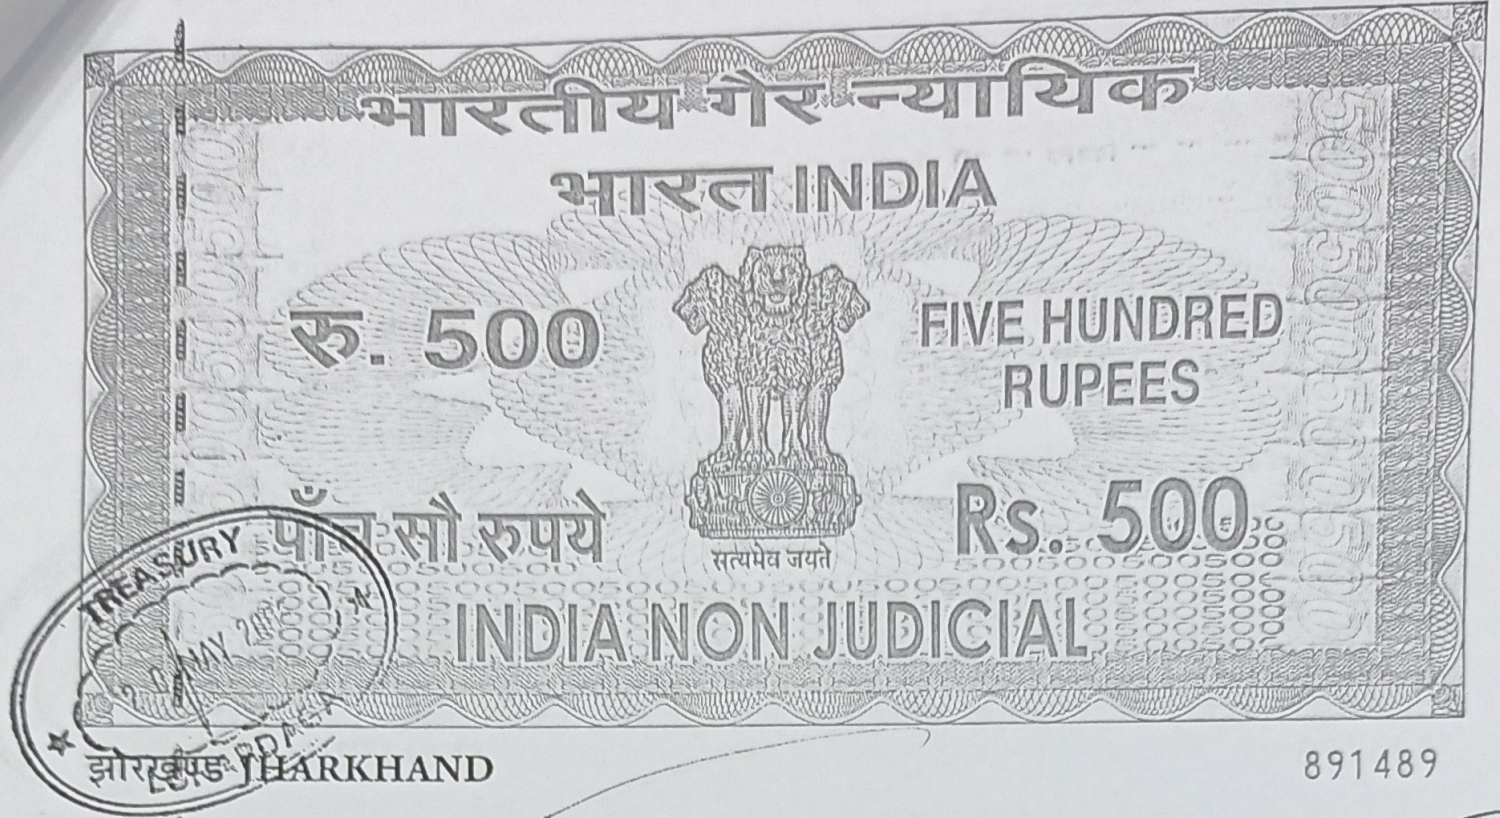 भारतीय गैर न्यायिक
भारत INDIA
रु. 500
FIVE HUNDRED
RUPEES
पाँच सौ रुपये
Rs. 500
सत्यमेव जयते
INDIA NON JUDICIAL
TREASURY
MAY
झारखण्ड JHARKHAND
891489